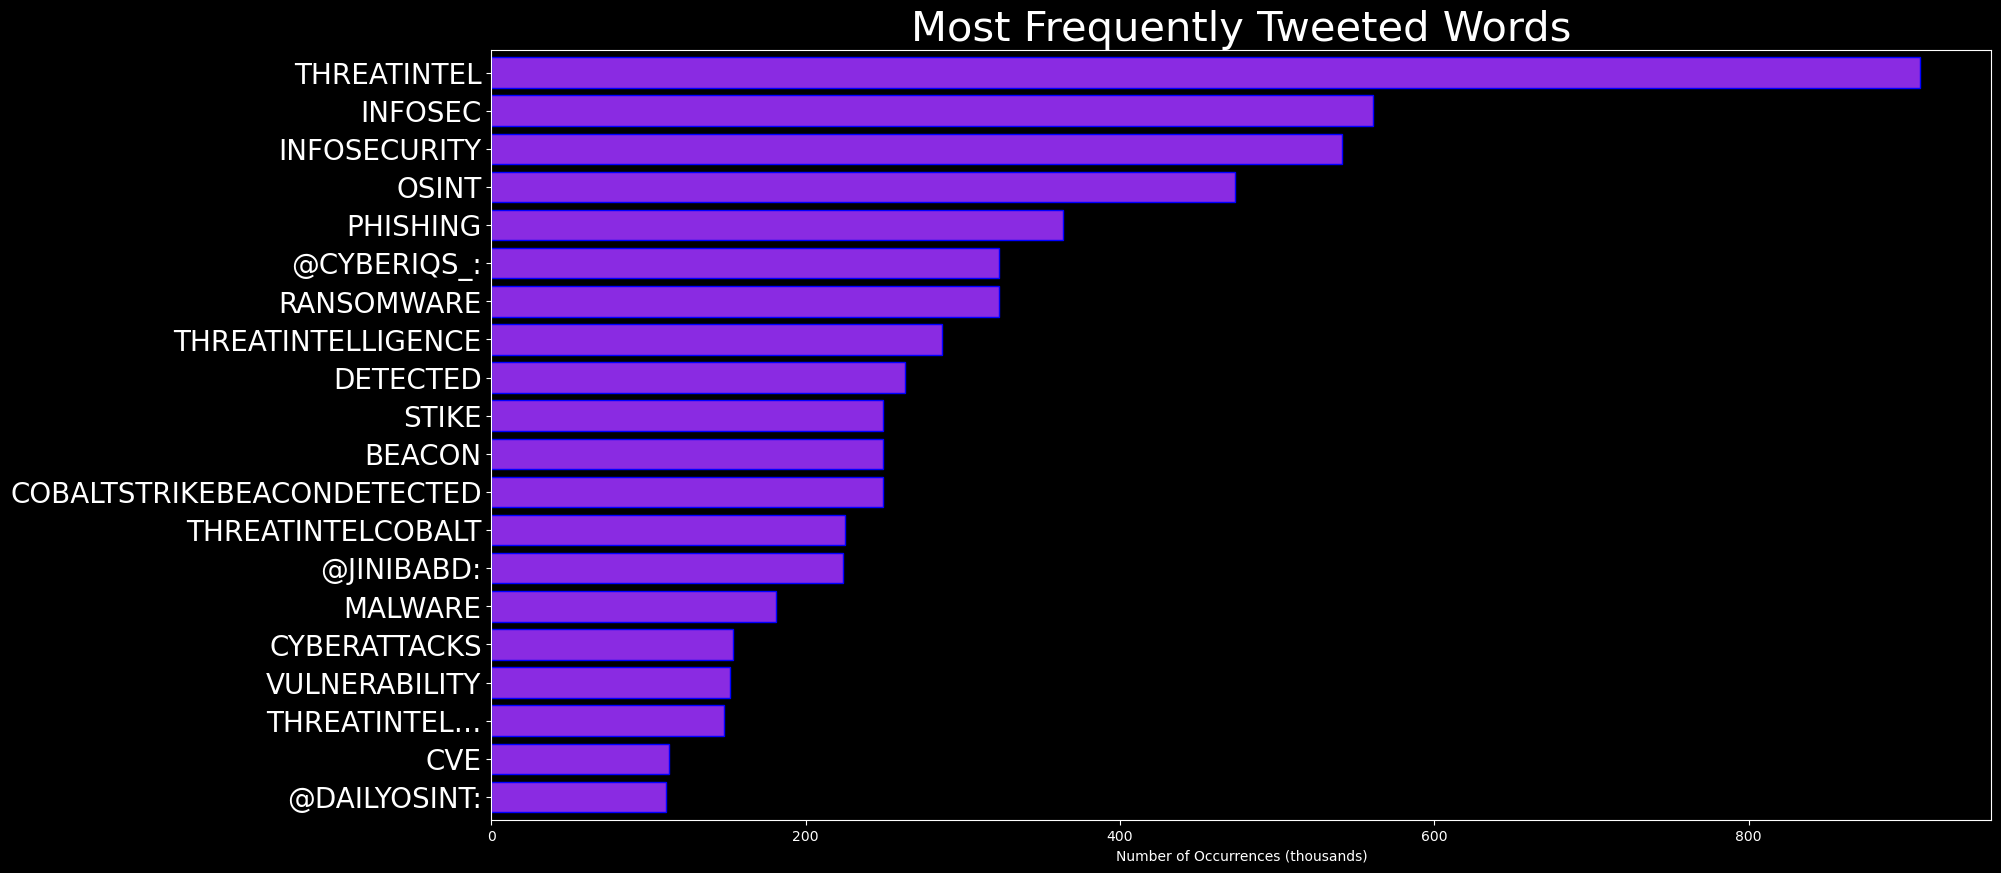 Most Frequently Tweeted Words
THREATINTEL
INFOSEC
INFOSECURITY
OSINT
PHISHING
@CYBERIQS_:
RANSOMWARE
THREATINTELLIGENCE
DETECTED
STIKE
BEACON
COBALTSTRIKEBEACONDETECTED
THREATINTELCOBALT
@JINIBABD:
MALWARE
CYBERATTACKS
VULNERABILITY
THREATINTEL…
CVE
@DAILYOSINT:
0 200 400 600 800
Number of Occurrences (thousands)